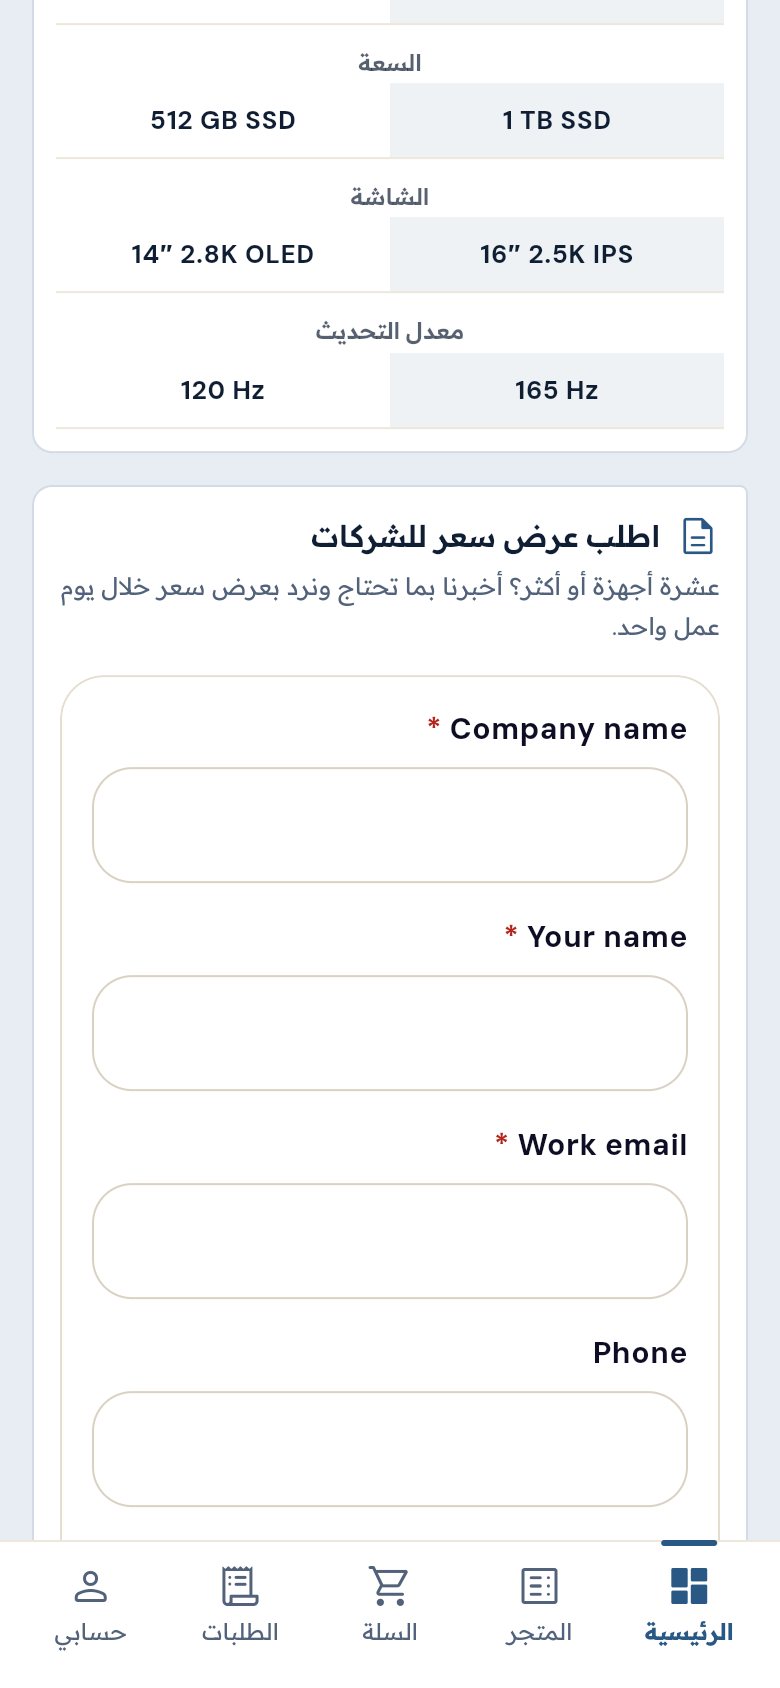 السعة
1 TB SSD
512 GB SSD
الشاشة
16″ 2.5K IPS
14″ 2.8K OLED
معدل التحديث
165 Hz
120 Hz
اطلب عرض سعر للشركات
عشرة أجهزة أو أكثر؟ أخبرنا بما تحتاج ونرد بعرض سعر خلال يوم
عمل واحد.
Company name *
Your name *
Work email *
Phone
الرئيسية
المتجر
السلة
الطلبات
حسابي